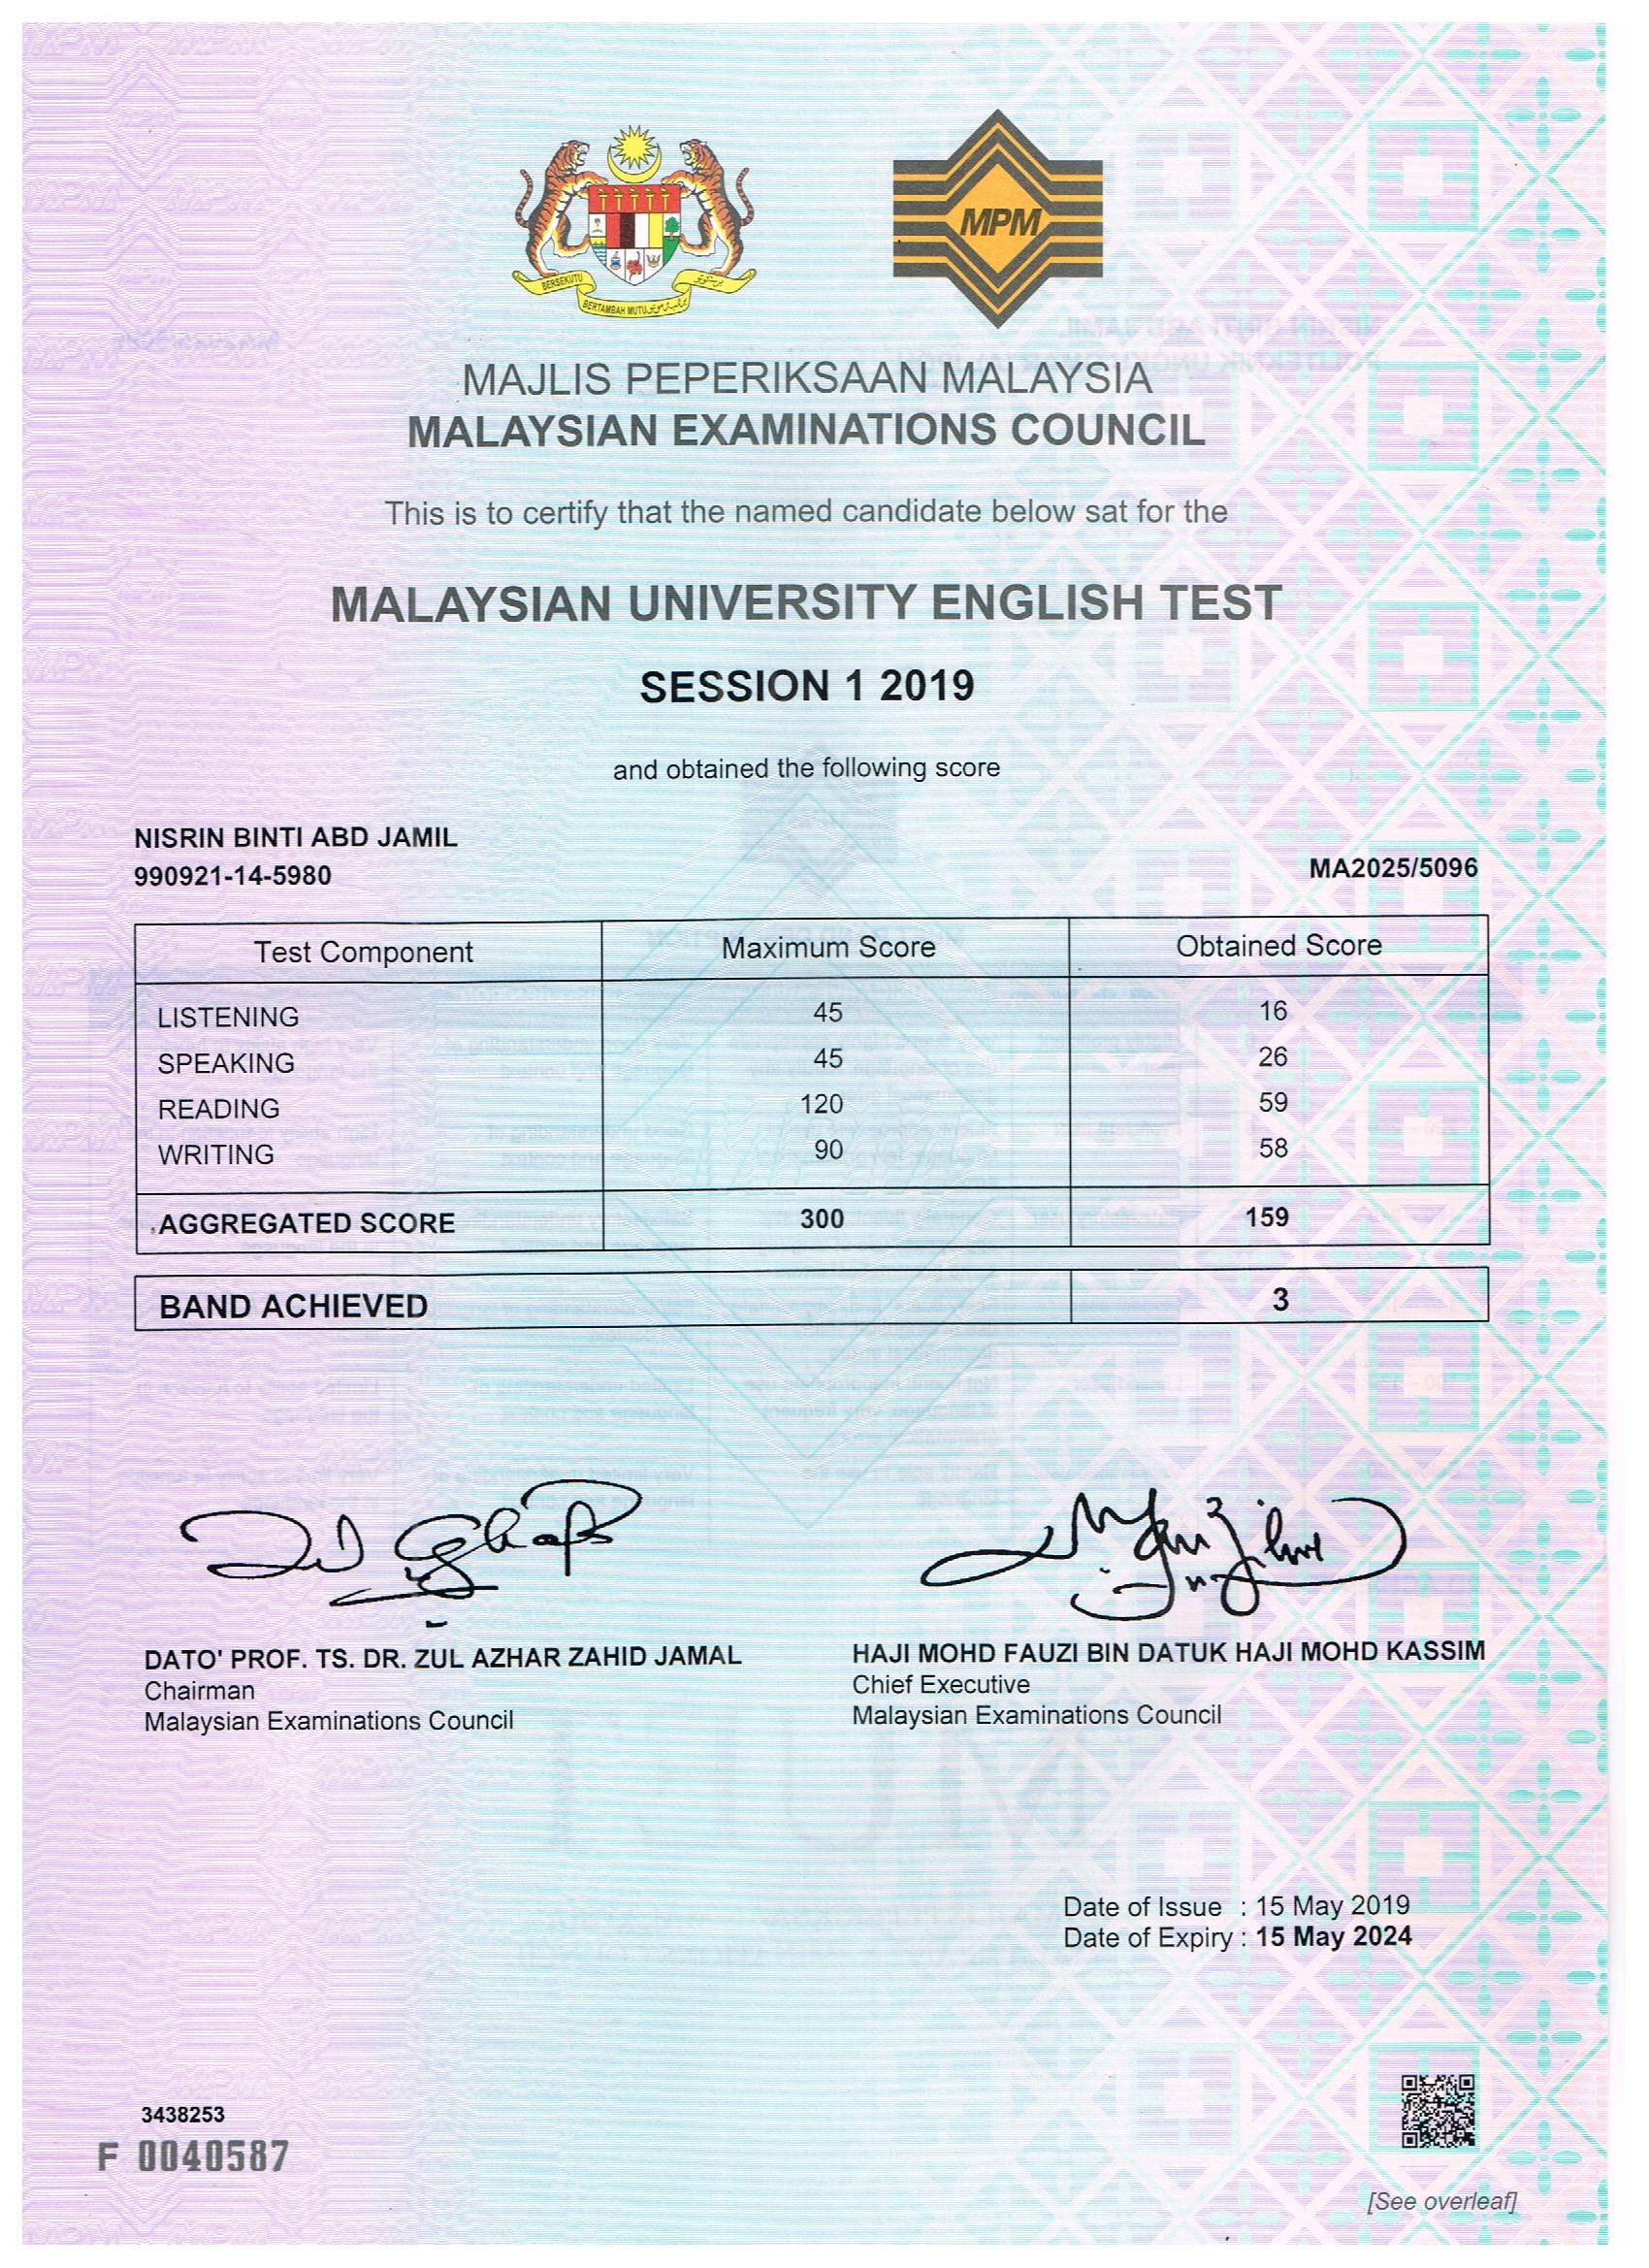 BERSEKUTU
BERTAMBAH MUTU
MPM
MAJLIS PEPERIKSAAN MALAYSIA
MALAYSIAN EXAMINATIONS COUNCIL
This is to certify that the named candidate below sat for the
MALAYSIAN UNIVERSITY ENGLISH TEST
SESSION 1 2019
and obtained the following score
NISRIN BINTI ABD JAMIL
990921-14-5980
MA2025/5096
Test Component Maximum Score Obtained Score
LISTENING 45 16
SPEAKING 45 26
READING 120 59
WRITING 90 58
AGGREGATED SCORE 300 159
BAND ACHIEVED 3
DATO' PROF. TS. DR. ZUL AZHAR ZAHID JAMAL
Chairman
Malaysian Examinations Council
HAJI MOHD FAUZI BIN DATUK HAJI MOHD KASSIM
Chief Executive
Malaysian Examinations Council
Date of Issue : 15 May 2019
Date of Expiry : 15 May 2024
3438253
F 0040587
[See overleaf]